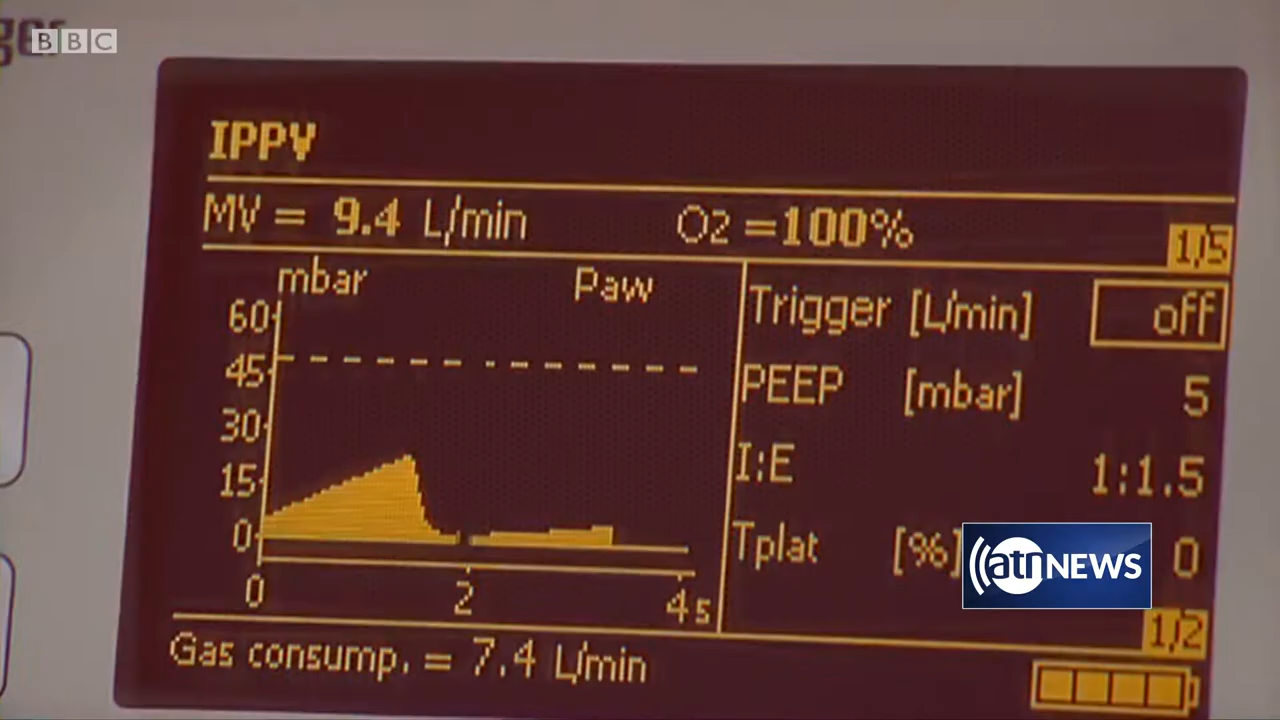 ger
BBC
IPPV
MV = 9.4 L/min O2 =100%
1/5
mbar Paw
60
45
30
15
0
0 2 4s
Trigger [L/min] off
PEEP [mbar] 5
I:E 1:1.5
Tplat [%] 0
atn NEWS
1/2
Gas consump. = 7.4 L/min